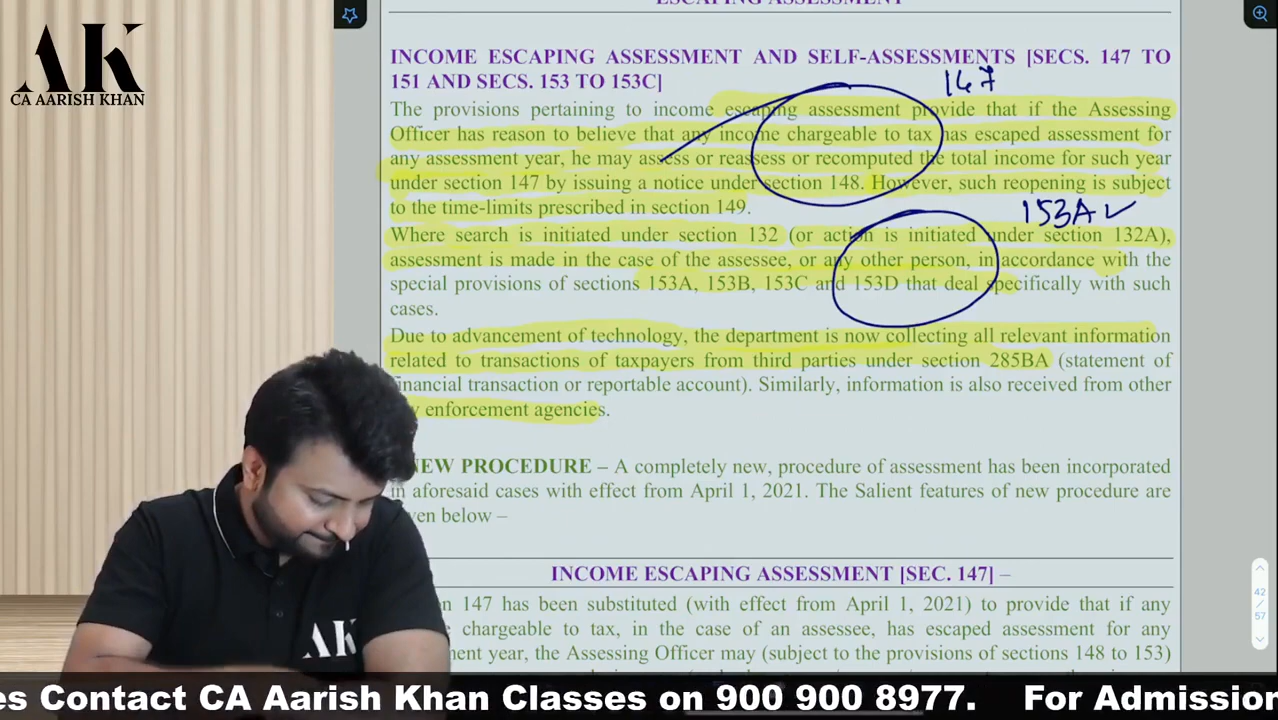 AK
CA AARISH KHAN
ESCAPING ASSESSMENT
INCOME ESCAPING ASSESSMENT AND SELF-ASSESSMENTS [SECS. 147 TO
151 AND SECS. 153 TO 153C]
147
The provisions pertaining to income escaping assessment provide that if the Assessing
Officer has reason to believe that any income chargeable to tax has escaped assessment for
any assessment year, he may assess or reassess or recomputed the total income for such year
under section 147 by issuing a notice under section 148. However, such reopening is subject
to the time-limits prescribed in section 149.
153A ✓
Where search is initiated under section 132 (or action is initiated under section 132A),
assessment is made in the case of the assessee, or any other person, in accordance with the
special provisions of sections 153A, 153B, 153C and 153D that deal specifically with such
cases.
Due to advancement of technology, the department is now collecting all relevant information
related to transactions of taxpayers from third parties under section 285BA (statement of
financial transaction or reportable account). Similarly, information is also received from other
enforcement agencies.
NEW PROCEDURE – A completely new, procedure of assessment has been incorporated
in aforesaid cases with effect from April 1, 2021. The Salient features of new procedure are
given below –
INCOME ESCAPING ASSESSMENT [SEC. 147] –
147 has been substituted (with effect from April 1, 2021) to provide that if any
chargeable to tax, in the case of an assessee, has escaped assessment for any
year, the Assessing Officer may (subject to the provisions of sections 148 to 153)
42
/
57
AK
es Contact CA Aarish Khan Classes on 900 900 8977. For Admission